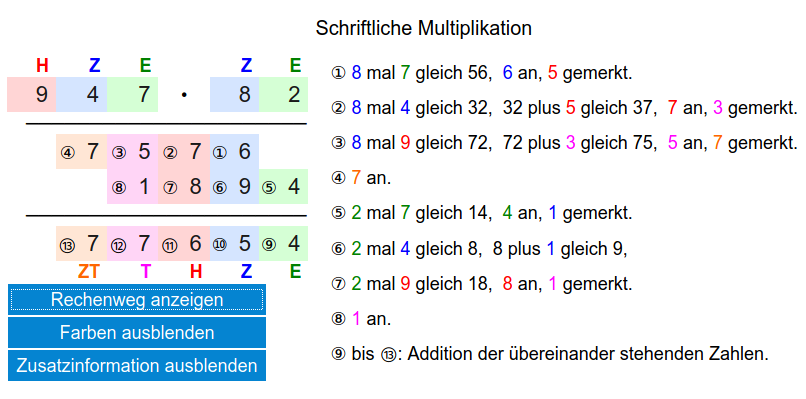 Schriftliche Multiplikation
H Z E Z E
9 4 7 · 8 2
④ 7 ③ 5 ② 7 ① 6
⑧ 1 ⑦ 8 ⑥ 9 ⑤ 4
⑬ 7 ⑫ 7 ⑪ 6 ⑩ 5 ⑨ 4
ZT T H Z E
Rechenweg anzeigen
Farben ausblenden
Zusatzinformation ausblenden
① 8 mal 7 gleich 56, 6 an, 5 gemerkt.
② 8 mal 4 gleich 32, 32 plus 5 gleich 37, 7 an, 3 gemerkt.
③ 8 mal 9 gleich 72, 72 plus 3 gleich 75, 5 an, 7 gemerkt.
④ 7 an.
⑤ 2 mal 7 gleich 14, 4 an, 1 gemerkt.
⑥ 2 mal 4 gleich 8, 8 plus 1 gleich 9,
⑦ 2 mal 9 gleich 18, 8 an, 1 gemerkt.
⑧ 1 an.
⑨ bis ⑬: Addition der übereinander stehenden Zahlen.